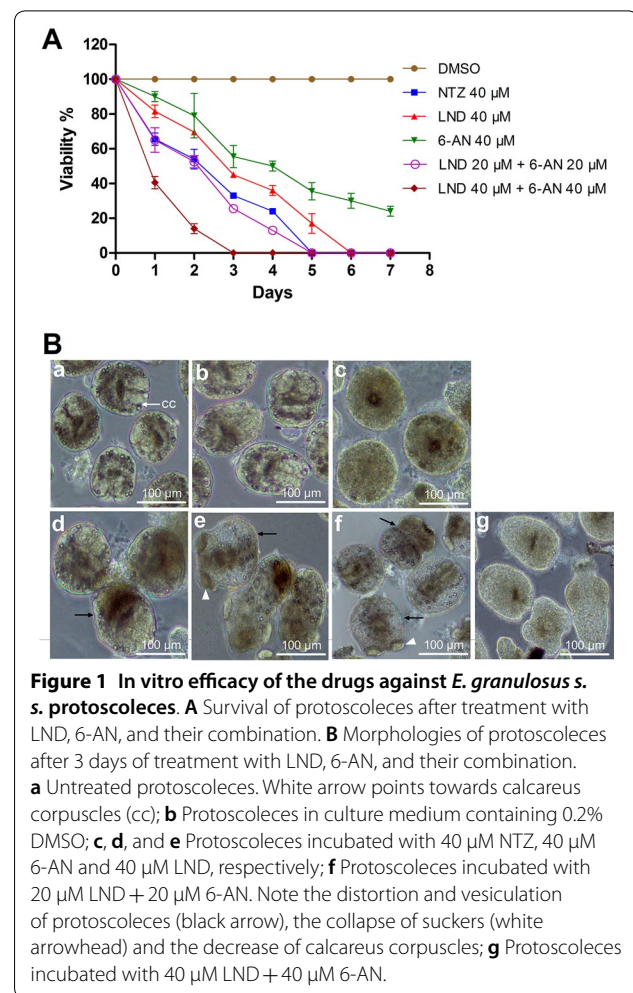 A
120
100
80
60
40
20
0
Viability %
0 1 2 3 4 5 6 7 8
Days
DMSO
NTZ 40 µM
LND 40 µM
6-AN 40 µM
LND 20 µM + 6-AN 20 µM
LND 40 µM + 6-AN 40 µM
B
a
cc
100 µm
b
100 µm
c
100 µm
d
100 µm
e
100 µm
f
100 µm
g
100 µm
Figure 1 In vitro efficacy of the drugs against E. granulosus s.
s. protoscoleces. A Survival of protoscoleces after treatment with
LND, 6-AN, and their combination. B Morphologies of protoscoleces
after 3 days of treatment with LND, 6-AN, and their combination.
a Untreated protoscoleces. White arrow points towards calcareus
corpuscles (cc); b Protoscoleces in culture medium containing 0.2%
DMSO; c, d, and e Protoscoleces incubated with 40 µM NTZ, 40 µM
6-AN and 40 µM LND, respectively; f Protoscoleces incubated with
20 µM LND + 20 µM 6-AN. Note the distortion and vesiculation
of protoscoleces (black arrow), the collapse of suckers (white
arrowhead) and the decrease of calcareus corpuscles; g Protoscoleces
incubated with 40 µM LND + 40 µM 6-AN.